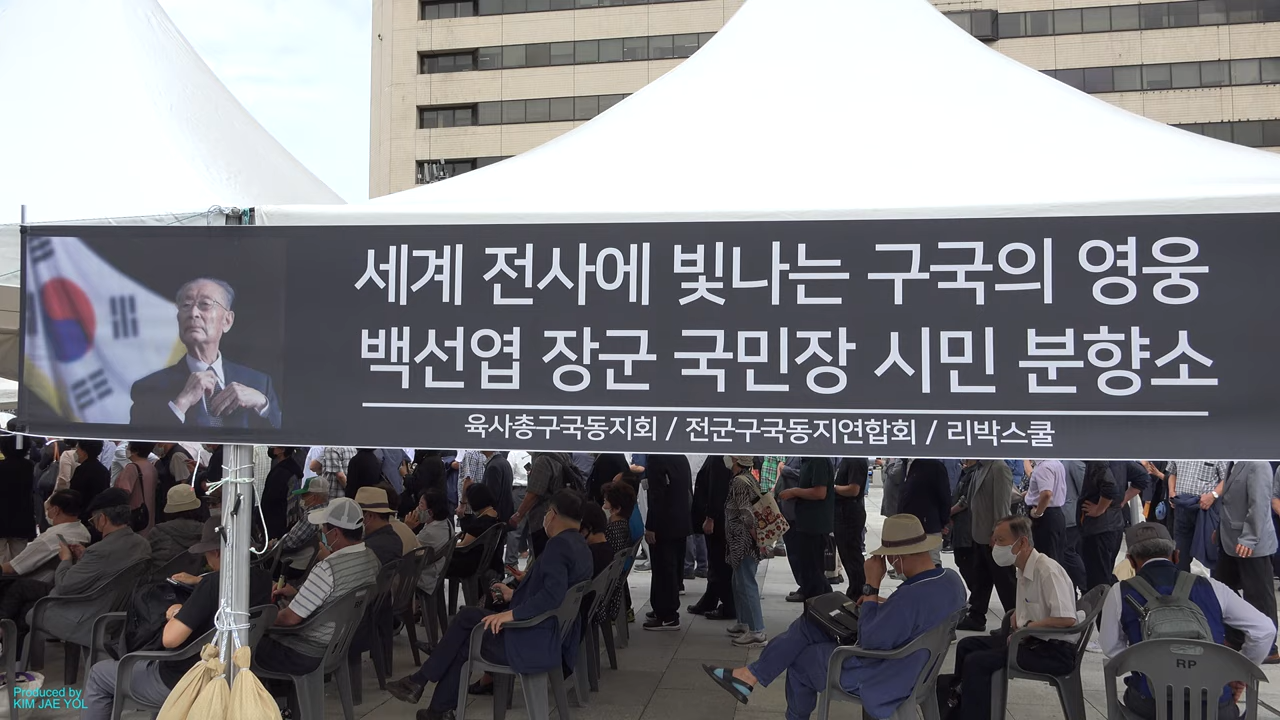 세계 전사에 빛나는 구국의 영웅
백선엽 장군 국민장 시민 분향소
육사총구국동지회 / 전군구국동지연합회 / 리박스쿨
RP
Produced by
KIM JAE YOL